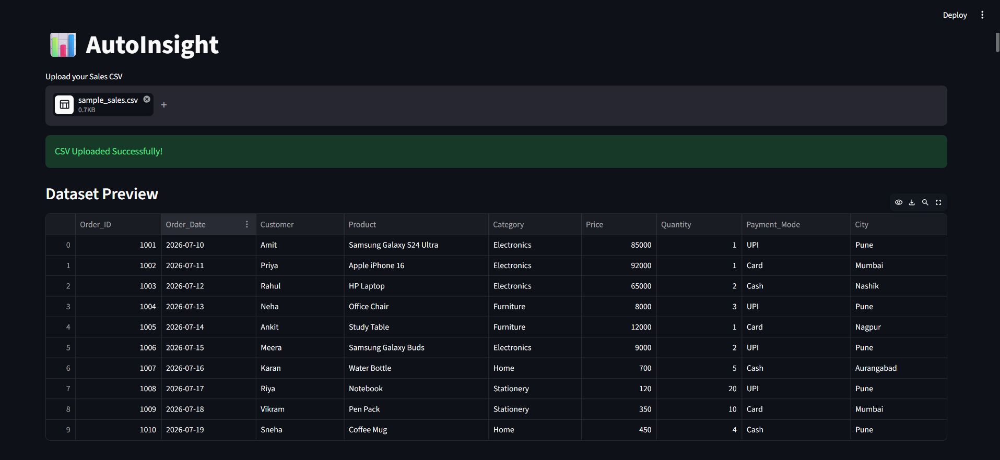 Deploy
AutoInsight
Upload your Sales CSV
sample_sales.csv
0.7KB
CSV Uploaded Successfully!
Dataset Preview
Order_ID Order_Date Customer Product Category Price Quantity Payment_Mode City
0 1001 2026-07-10 Amit Samsung Galaxy S24 Ultra Electronics 85000 1 UPI Pune
1 1002 2026-07-11 Priya Apple iPhone 16 Electronics 92000 1 Card Mumbai
2 1003 2026-07-12 Rahul HP Laptop Electronics 65000 2 Cash Nashik
3 1004 2026-07-13 Neha Office Chair Furniture 8000 3 UPI Pune
4 1005 2026-07-14 Ankit Study Table Furniture 12000 1 Card Nagpur
5 1006 2026-07-15 Meera Samsung Galaxy Buds Electronics 9000 2 UPI Pune
6 1007 2026-07-16 Karan Water Bottle Home 700 5 Cash Aurangabad
7 1008 2026-07-17 Riya Notebook Stationery 120 20 UPI Pune
8 1009 2026-07-18 Vikram Pen Pack Stationery 350 10 Card Mumbai
9 1010 2026-07-19 Sneha Coffee Mug Home 450 4 Cash Pune